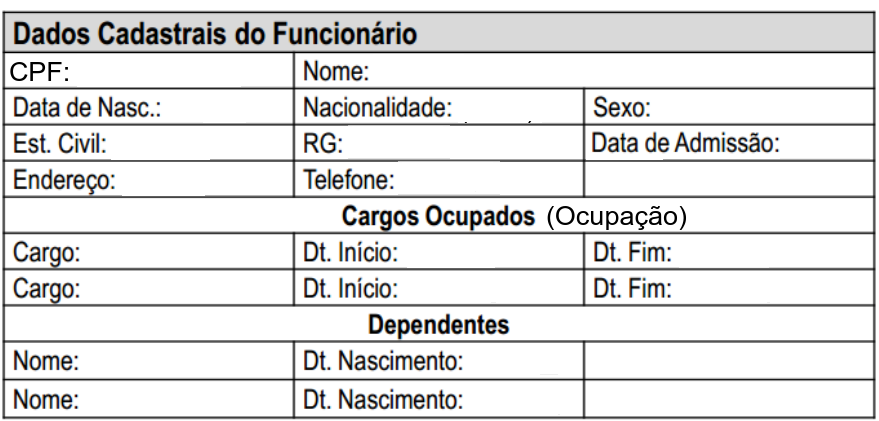 Dados Cadastrais do Funcionário
CPF: Nome:
Data de Nasc.: Nacionalidade: Sexo:
Est. Civil: RG: Data de Admissão:
Endereço: Telefone:
Cargos Ocupados (Ocupação)
Cargo: Dt. Início: Dt. Fim:
Cargo: Dt. Início: Dt. Fim:
Dependentes
Nome: Dt. Nascimento:
Nome: Dt. Nascimento: